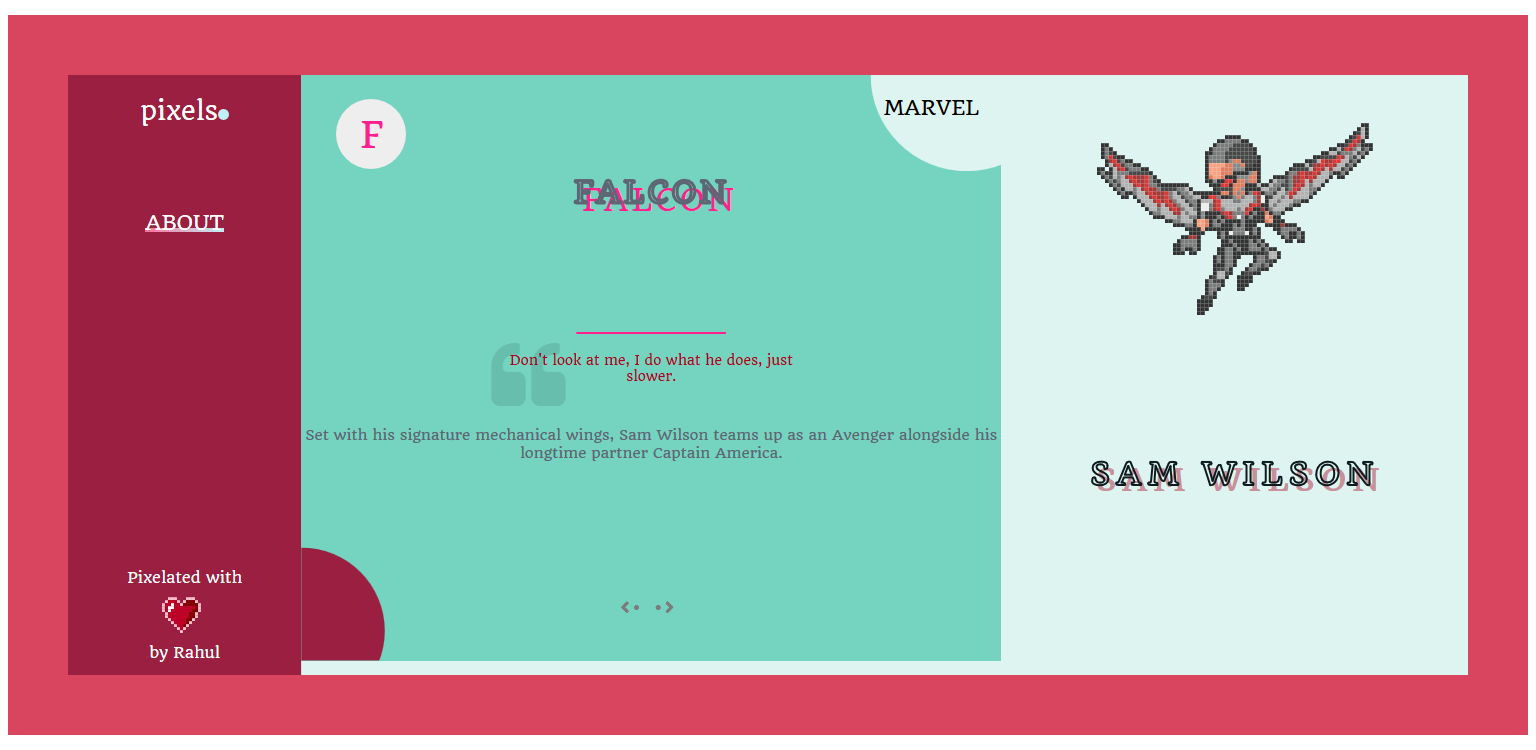 pixels
ABOUT
Pixelated with
by Rahul
F
MARVEL
FALCON
Don't look at me, I do what he does, just
slower.
Set with his signature mechanical wings, Sam Wilson teams up as an Avenger alongside his
longtime partner Captain America.
SAM WILSON